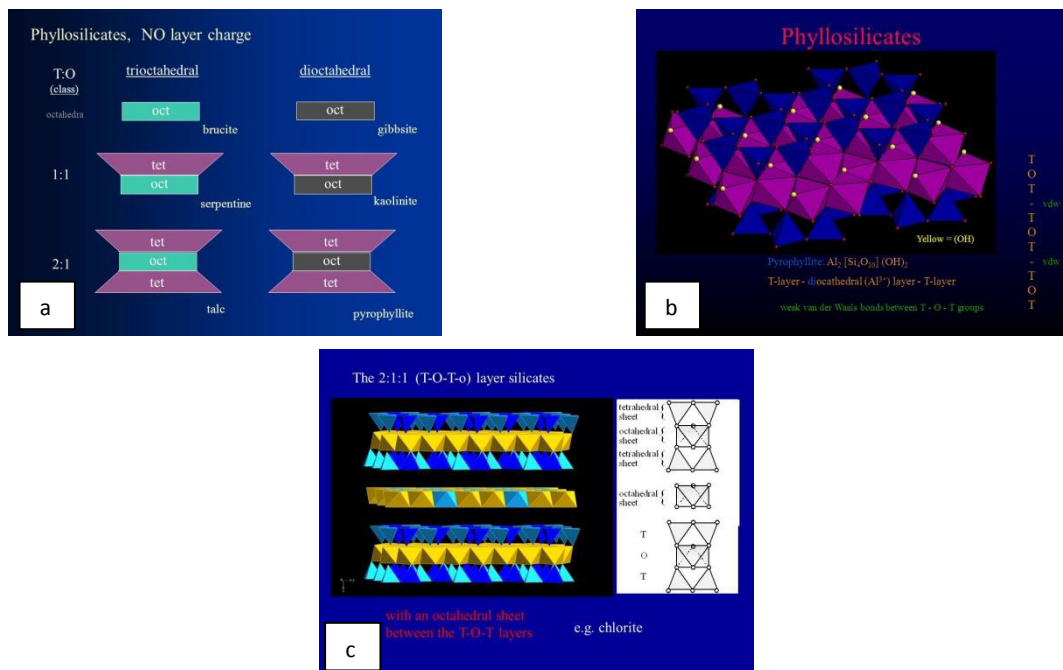 Phyllosilicates, NO layer charge
T:O
(class)
trioctahedral
dioctahedral
octahedra
oct
brucite
oct
gibbsite
1:1
tet
oct
serpentine
tet
oct
kaolinite
2:1
tet
oct
tet
talc
tet
oct
tet
pyrophyllite
a
Phyllosilicates
Yellow = (OH)
Pyrophyllite: Al₂ [Si₄O₁₀] (OH)₂
T-layer - diocathedral (Al³⁺) layer - T-layer
weak van der Waals bonds between T - O - T groups
T
O
T
- vdw
T
O
T
- vdw
T
O
T
b
The 2:1:1 (T-O-T-o) layer silicates
tetrahedral
sheet
octahedral
sheet
tetrahedral
sheet
octahedral
sheet
T
O
T
with an octahedral sheet
between the T-O-T layers
e.g. chlorite
c